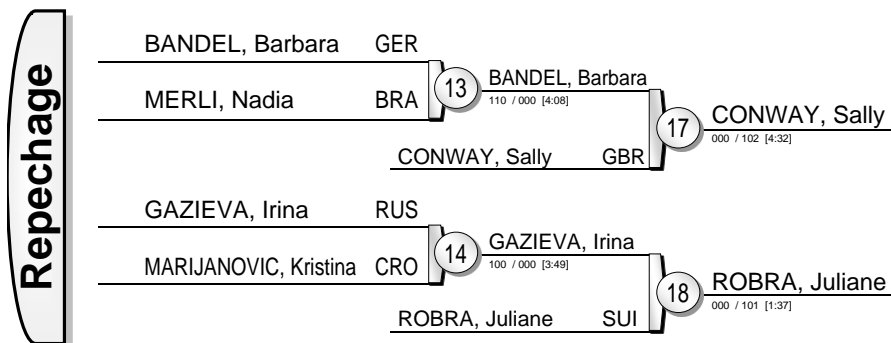 Repechage
BANDEL, Barbara GER
MERLI, Nadia BRA
13
BANDEL, Barbara
110 / 000 [4:08]
CONWAY, Sally GBR
17
CONWAY, Sally
000 / 102 [4:32]
GAZIEVA, Irina RUS
MARIJANOVIC, Kristina CRO
14
GAZIEVA, Irina
100 / 000 [3:49]
ROBRA, Juliane SUI
18
ROBRA, Juliane
000 / 101 [1:37]